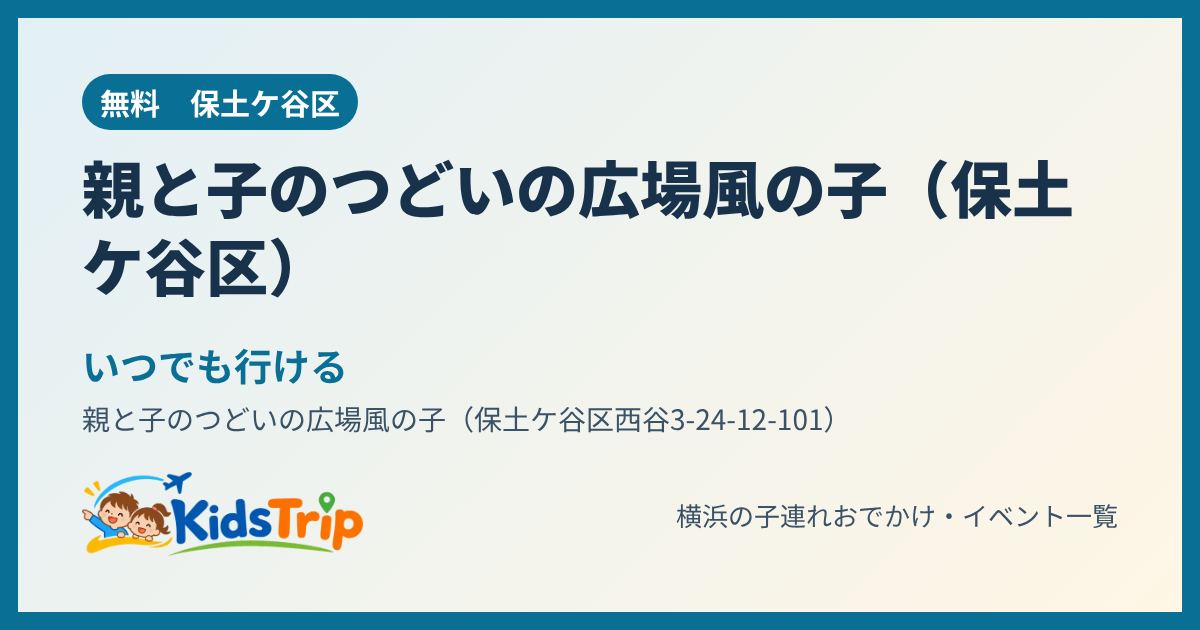 無料　保土ケ谷区
親と子のつどいの広場風の子（保土
ケ谷区）
いつでも行ける
親と子のつどいの広場風の子（保土ケ谷区西谷3-24-12-101）
KidsTrip
横浜の子連れおでかけ・イベント一覧